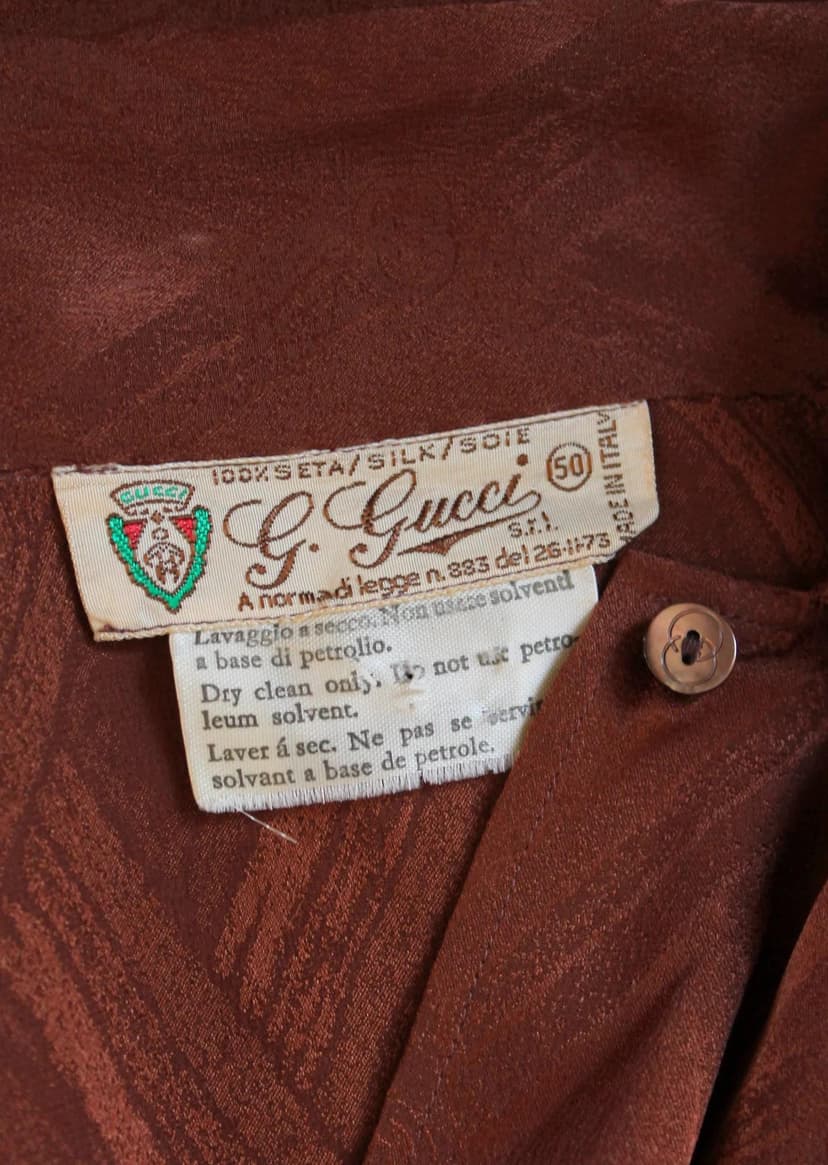 100% SETA/SILK/SOIE
GUCCI
G. Gucci
50
s.r.l.
MADE IN ITALY
A norma di legge n. 883 del 26-11-73
Lavaggio a secco. Non usare solventi
a base di petrolio.
Dry clean only. Do not use petro-
leum solvent.
Laver á sec. Ne pas se servir
solvant a base de petrole.